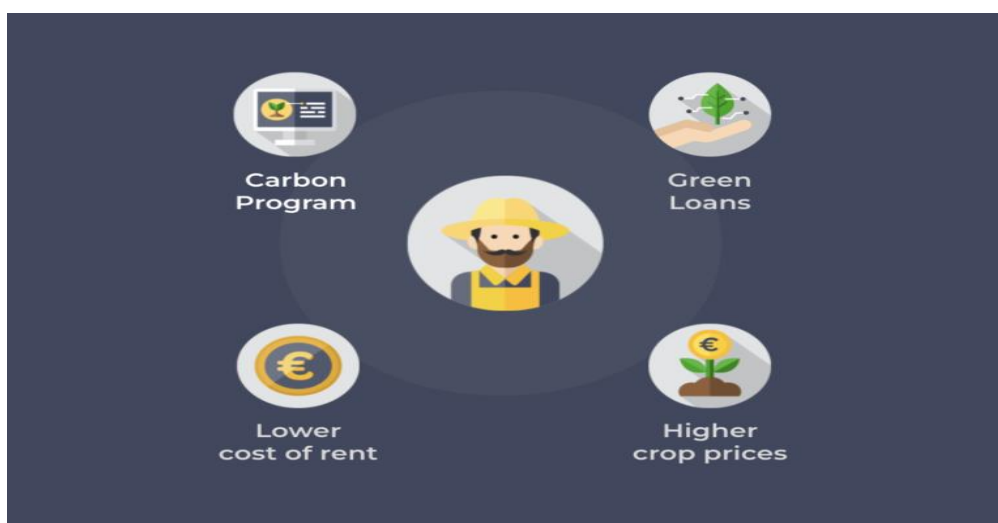 Carbon
Program
Green
Loans
€
€
Lower
cost of rent
Higher
crop prices